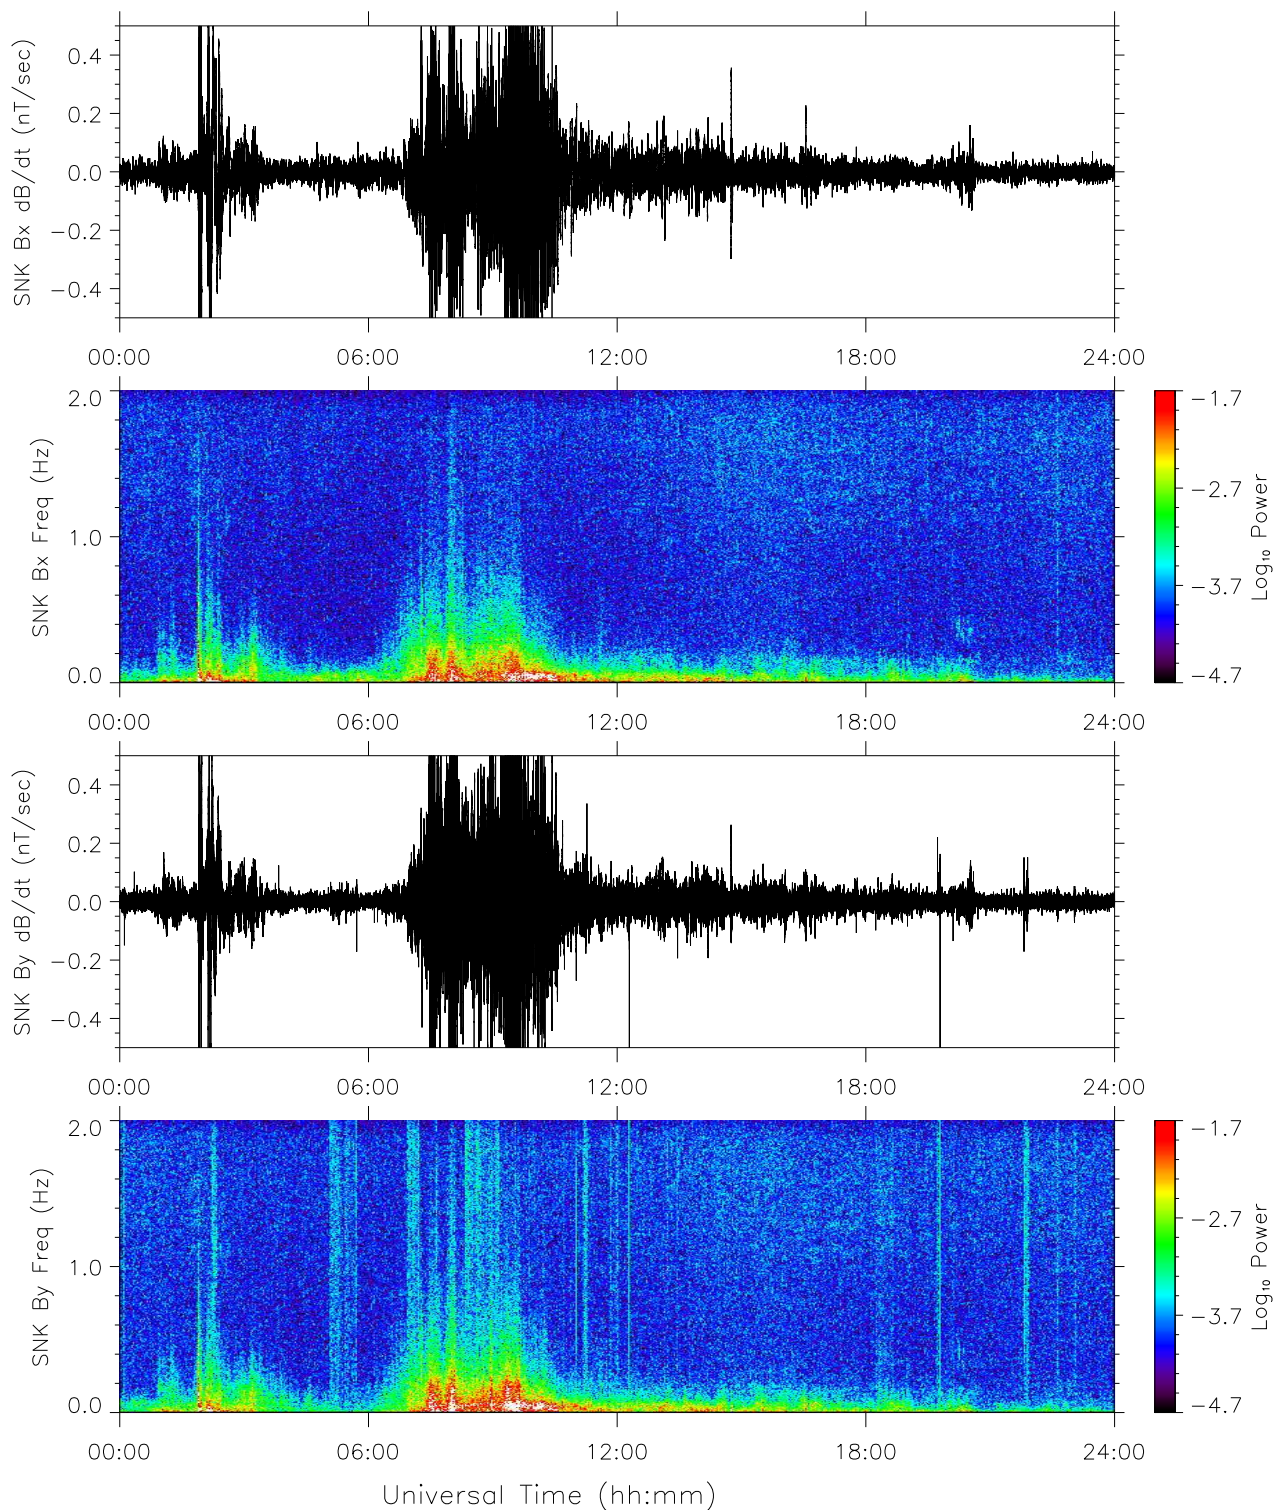 SNK Bx dB/dt (nT/sec)
0.4
0.2
0.0
−0.2
−0.4
00:00 06:00 12:00 18:00 24:00
SNK Bx Freq (Hz)
2.0
1.0
0.0
−1.7
−2.7
−3.7
−4.7
Log₁₀ Power
00:00 06:00 12:00 18:00 24:00
SNK By dB/dt (nT/sec)
0.4
0.2
0.0
−0.2
−0.4
00:00 06:00 12:00 18:00 24:00
SNK By Freq (Hz)
2.0
1.0
0.0
−1.7
−2.7
−3.7
−4.7
Log₁₀ Power
00:00 06:00 12:00 18:00 24:00
Universal Time (hh:mm)